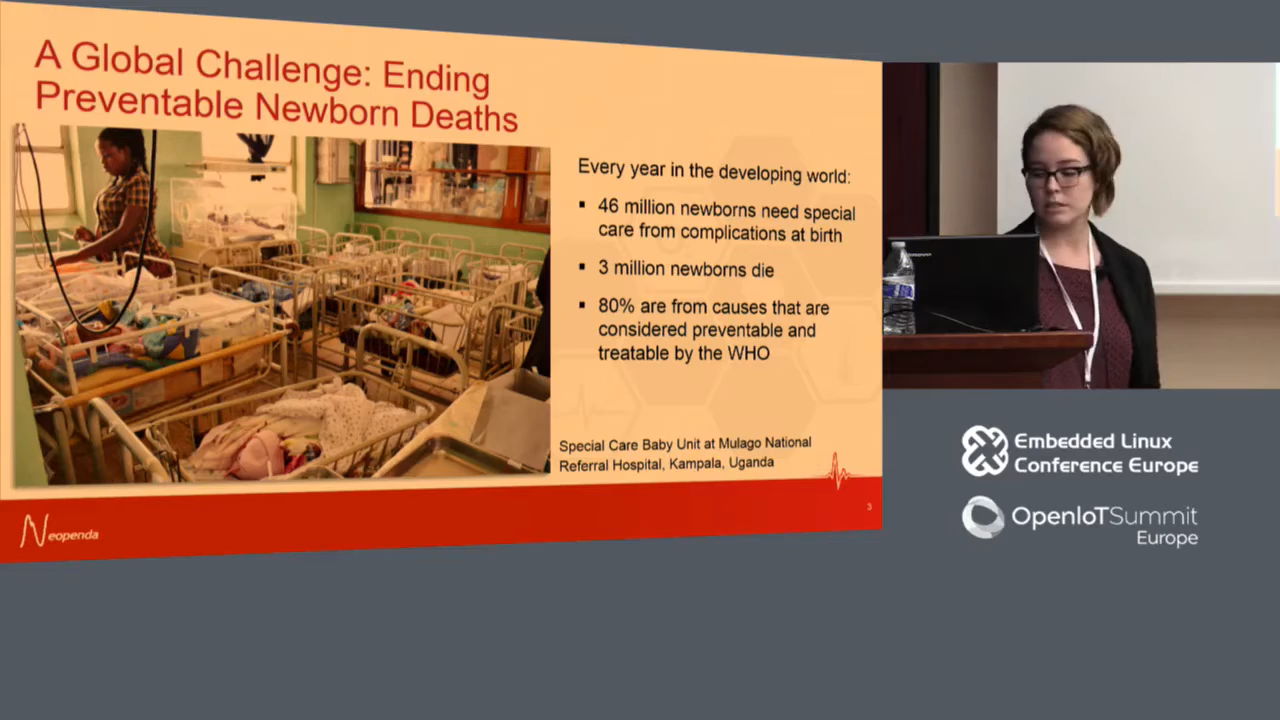 A Global Challenge: Ending
Preventable Newborn Deaths
Every year in the developing world:
▪ 46 million newborns need special
care from complications at birth
▪ 3 million newborns die
▪ 80% are from causes that are
considered preventable and
treatable by the WHO
Special Care Baby Unit at Mulago National
Referral Hospital, Kampala, Uganda
Neopenda
3
lenovo
Embedded Linux
Conference Europe
OpenIoTSummit
Europe